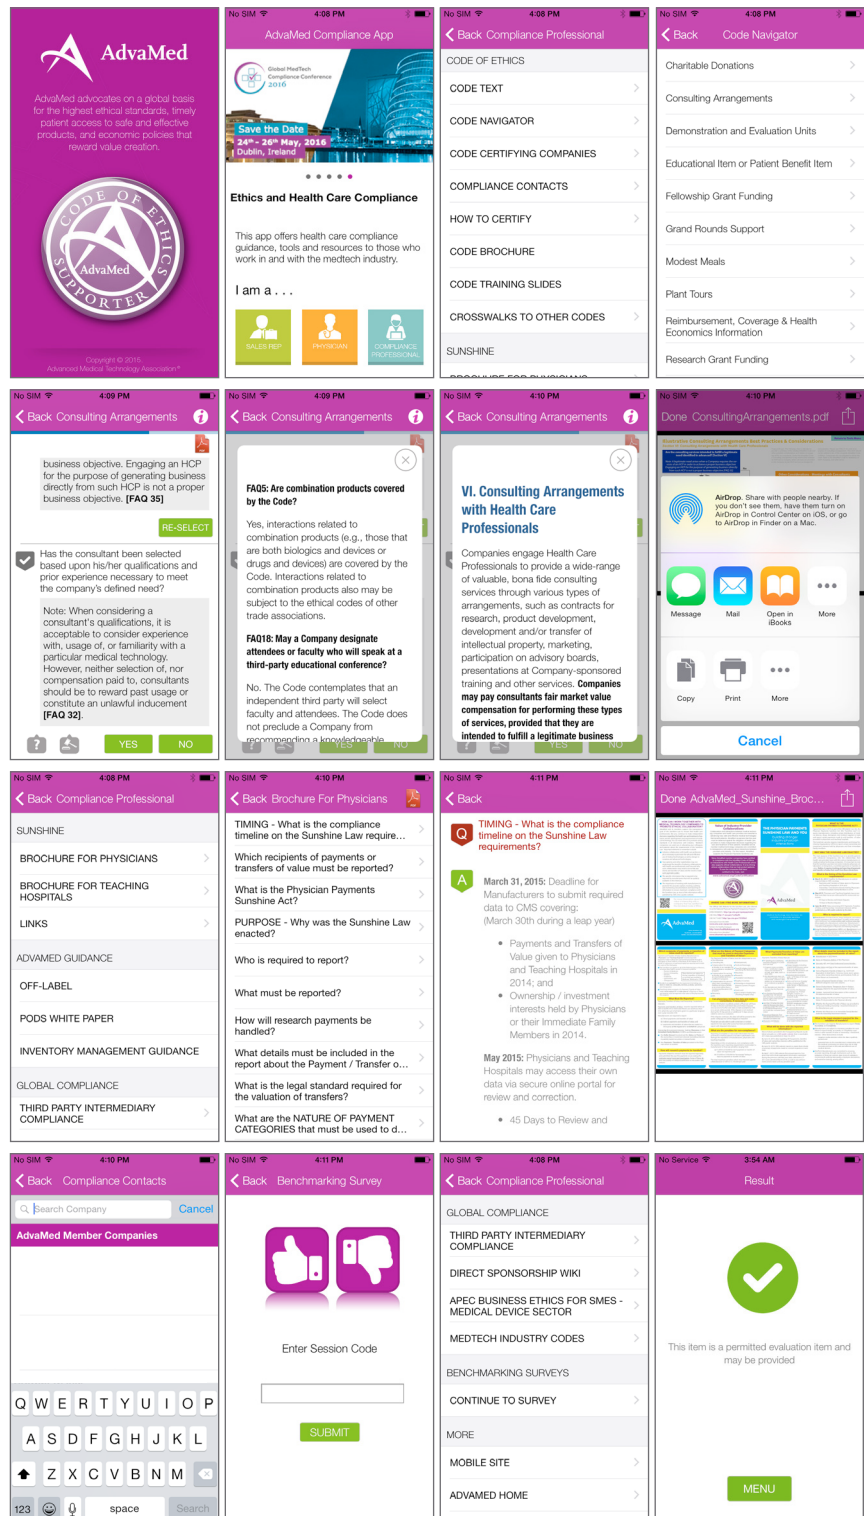 AdvaMed
AdvaMed advocates on a global basis
for the highest ethical standards, timely
patient access to safe and effective
products, and economic policies that
reward value creation.
CODE OF ETHICS
AdvaMed
SUPPORTER
Copyright © 2015
Advanced Medical Technology Association®
No SIM 4:08 PM
AdvaMed Compliance App
Global MedTech
Compliance Conference
2016
Save the Date
24th - 26th May, 2016
Dublin, Ireland
Ethics and Health Care Compliance
This app offers health care compliance
guidance, tools and resources to those who
work in and with the medtech industry.
I am a . . .
SALES REP
PHYSICIAN
COMPLIANCE
PROFESSIONAL
No SIM 4:08 PM
Back Compliance Professional
CODE OF ETHICS
CODE TEXT
CODE NAVIGATOR
CODE CERTIFYING COMPANIES
COMPLIANCE CONTACTS
HOW TO CERTIFY
CODE BROCHURE
CODE TRAINING SLIDES
CROSSWALKS TO OTHER CODES
SUNSHINE
BROCHURE FOR PHYSICIANS
No SIM 4:08 PM
Back Code Navigator
Charitable Donations
Consulting Arrangements
Demonstration and Evaluation Units
Educational Item or Patient Benefit Item
Fellowship Grant Funding
Grand Rounds Support
Modest Meals
Plant Tours
Reimbursement, Coverage & Health
Economics Information
Research Grant Funding
No SIM 4:09 PM
Back Consulting Arrangements
business objective. Engaging an HCP
for the purpose of generating business
directly from such HCP is not a proper
business objective. [FAQ 35]
RE-SELECT
Has the consultant been selected
based upon his/her qualifications and
prior experience necessary to meet
the company's defined need?
Note: When considering a
consultant's qualifications, it is
acceptable to consider experience
with, usage of, or familiarity with a
particular medical technology.
However, neither selection of, nor
compensation paid to, consultants
should be to reward past usage or
constitute an unlawful inducement
[FAQ 32].
YES NO
No SIM 4:09 PM
Back Consulting Arrangements
FAQ5: Are combination products covered
by the Code?
Yes, interactions related to
combination products (e.g., those that
are both biologics and devices or
drugs and devices) are covered by the
Code. Interactions related to
combination products also may be
subject to the ethical codes of other
trade associations.
FAQ18: May a Company designate
attendees or faculty who will speak at a
third-party educational conference?
No. The Code contemplates that an
independent third party will select
faculty and attendees. The Code does
not preclude a Company from
recommending a knowledgeable
YES NO
No SIM 4:10 PM
Back Consulting Arrangements
VI. Consulting Arrangements
with Health Care
Professionals
Companies engage Health Care
Professionals to provide a wide-range
of valuable, bona fide consulting
services through various types of
arrangements, such as contracts for
research, product development,
development and/or transfer of
intellectual property, marketing,
participation on advisory boards,
presentations at Company-sponsored
training and other services. Companies
may pay consultants fair market value
compensation for performing these types
of services, provided that they are
intended to fulfill a legitimate business
YES NO
No SIM 4:10 PM
Done ConsultingArrangements.pdf
AirDrop. Share with people nearby. If
you don't see them, have them turn on
AirDrop in Control Center on iOS, or go
to AirDrop in Finder on a Mac.
Message Mail Open in
iBooks More
Copy Print More
Cancel
No SIM 4:08 PM
Back Compliance Professional
SUNSHINE
BROCHURE FOR PHYSICIANS
BROCHURE FOR TEACHING
HOSPITALS
LINKS
ADVAMED GUIDANCE
OFF-LABEL
PODS WHITE PAPER
INVENTORY MANAGEMENT GUIDANCE
GLOBAL COMPLIANCE
THIRD PARTY INTERMEDIARY
COMPLIANCE
No SIM 4:10 PM
Back Brochure For Physicians
TIMING - What is the compliance
timeline on the Sunshine Law require...
Which recipients of payments or
transfers of value must be reported?
What is the Physician Payments
Sunshine Act?
PURPOSE - Why was the Sunshine Law
enacted?
Who is required to report?
What must be reported?
How will research payments be
handled?
What details must be included in the
report about the Payment / Transfer o...
What is the legal standard required for
the valuation of transfers?
What are the NATURE OF PAYMENT
CATEGORIES that must be used to d...
No SIM 4:11 PM
Back
Q TIMING - What is the compliance
timeline on the Sunshine Law
requirements?
A March 31, 2015: Deadline for
Manufacturers to submit required
data to CMS covering:
(March 30th during a leap year)
• Payments and Transfers of
Value given to Physicians
and Teaching Hospitals in
2014; and
• Ownership / investment
interests held by Physicians
or their Immediate Family
Members in 2014.
May 2015: Physicians and Teaching
Hospitals may access their own
data via secure online portal for
review and correction.
• 45 Days to Review and
No SIM 4:11 PM
Done AdvaMed_Sunshine_Broc...
THE PHYSICIAN PAYMENTS
SUNSHINE LAW AND YOU
AdvaMed
AdvaMed
No SIM 4:10 PM
Back Compliance Contacts
Search Company Cancel
AdvaMed Member Companies
Q W E R T Y U I O P
A S D F G H J K L
Z X C V B N M
123 space Search
No SIM 4:11 PM
Back Benchmarking Survey
Enter Session Code
SUBMIT
No SIM 4:08 PM
Back Compliance Professional
GLOBAL COMPLIANCE
THIRD PARTY INTERMEDIARY
COMPLIANCE
DIRECT SPONSORSHIP WIKI
APEC BUSINESS ETHICS FOR SMES -
MEDICAL DEVICE SECTOR
MEDTECH INDUSTRY CODES
BENCHMARKING SURVEYS
CONTINUE TO SURVEY
MORE
MOBILE SITE
ADVAMED HOME
No Service 3:54 AM
Result
This item is a permitted evaluation item and
may be provided
MENU